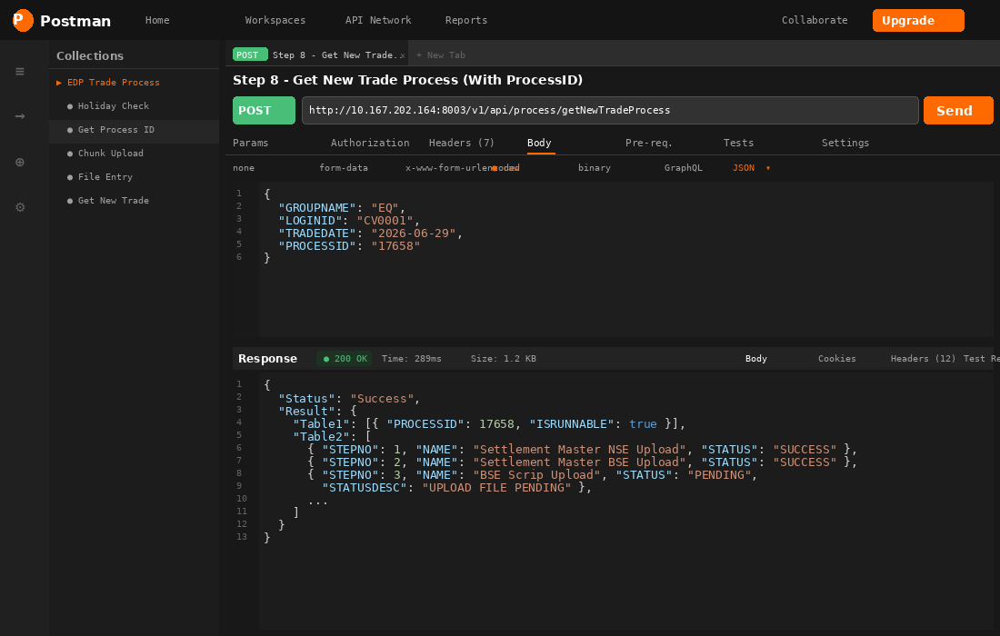 P Postman Home Workspaces API Network Reports Collaborate Upgrade
Collections
▶ EDP Trade Process
● Holiday Check
● Get Process ID
● Chunk Upload
● File Entry
● Get New Trade
POST Step 8 - Get New Trade.. x + New Tab
Step 8 - Get New Trade Process (With ProcessID)
POST http://10.167.202.164:8003/v1/api/process/getNewTradeProcess Send
Params Authorization Headers (7) Body Pre-req. Tests Settings
none form-data x-www-form-urlencoded ● raw binary GraphQL JSON ▾
1 {
2 "GROUPNAME": "EQ",
3 "LOGINID": "CV0001",
4 "TRADEDATE": "2026-06-29",
5 "PROCESSID": "17658"
6 }
Response ● 200 OK Time: 289ms Size: 1.2 KB Body Cookies Headers (12) Test Re
1 {
2 "Status": "Success",
3 "Result": {
4 "Table1": [{ "PROCESSID": 17658, "ISRUNNABLE": true }],
5 "Table2": [
6 { "STEPNO": 1, "NAME": "Settlement Master NSE Upload", "STATUS": "SUCCESS" },
7 { "STEPNO": 2, "NAME": "Settlement Master BSE Upload", "STATUS": "SUCCESS" },
8 { "STEPNO": 3, "NAME": "BSE Scrip Upload", "STATUS": "PENDING",
9 "STATUSDESC": "UPLOAD FILE PENDING" },
10 ...
11 ]
12 }
13 }